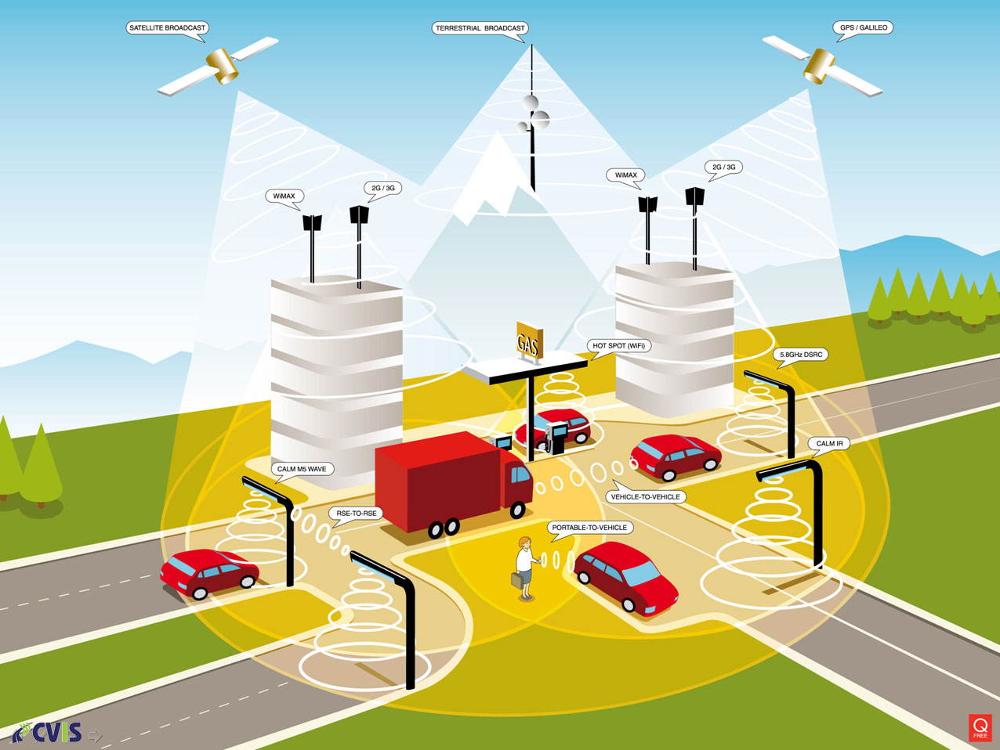 SATELLITE BROADCAST
TERRESTRIAL BROADCAST
GPS / GALILEO
WiMAX
2G / 3G
WiMAX
2G / 3G
GAS
HOT SPOT (WiFi)
5.8GHz DSRC
CALM IR
CALM M5 WAVE
RSE-TO-RSE
VEHICLE-TO-VEHICLE
PORTABLE-TO-VEHICLE
CVIS
Q
FREE